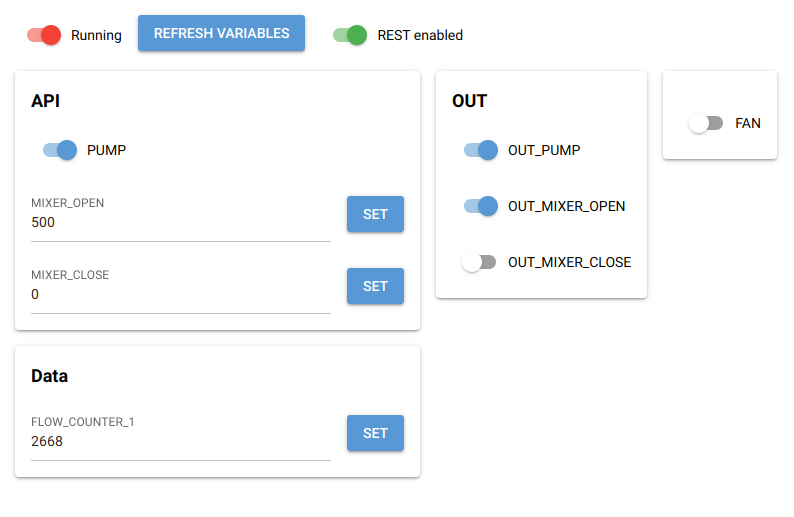 Running
REFRESH VARIABLES
REST enabled
API
PUMP
MIXER_OPEN
500
SET
MIXER_CLOSE
0
SET
OUT
OUT_PUMP
OUT_MIXER_OPEN
OUT_MIXER_CLOSE
FAN
Data
FLOW_COUNTER_1
2668
SET